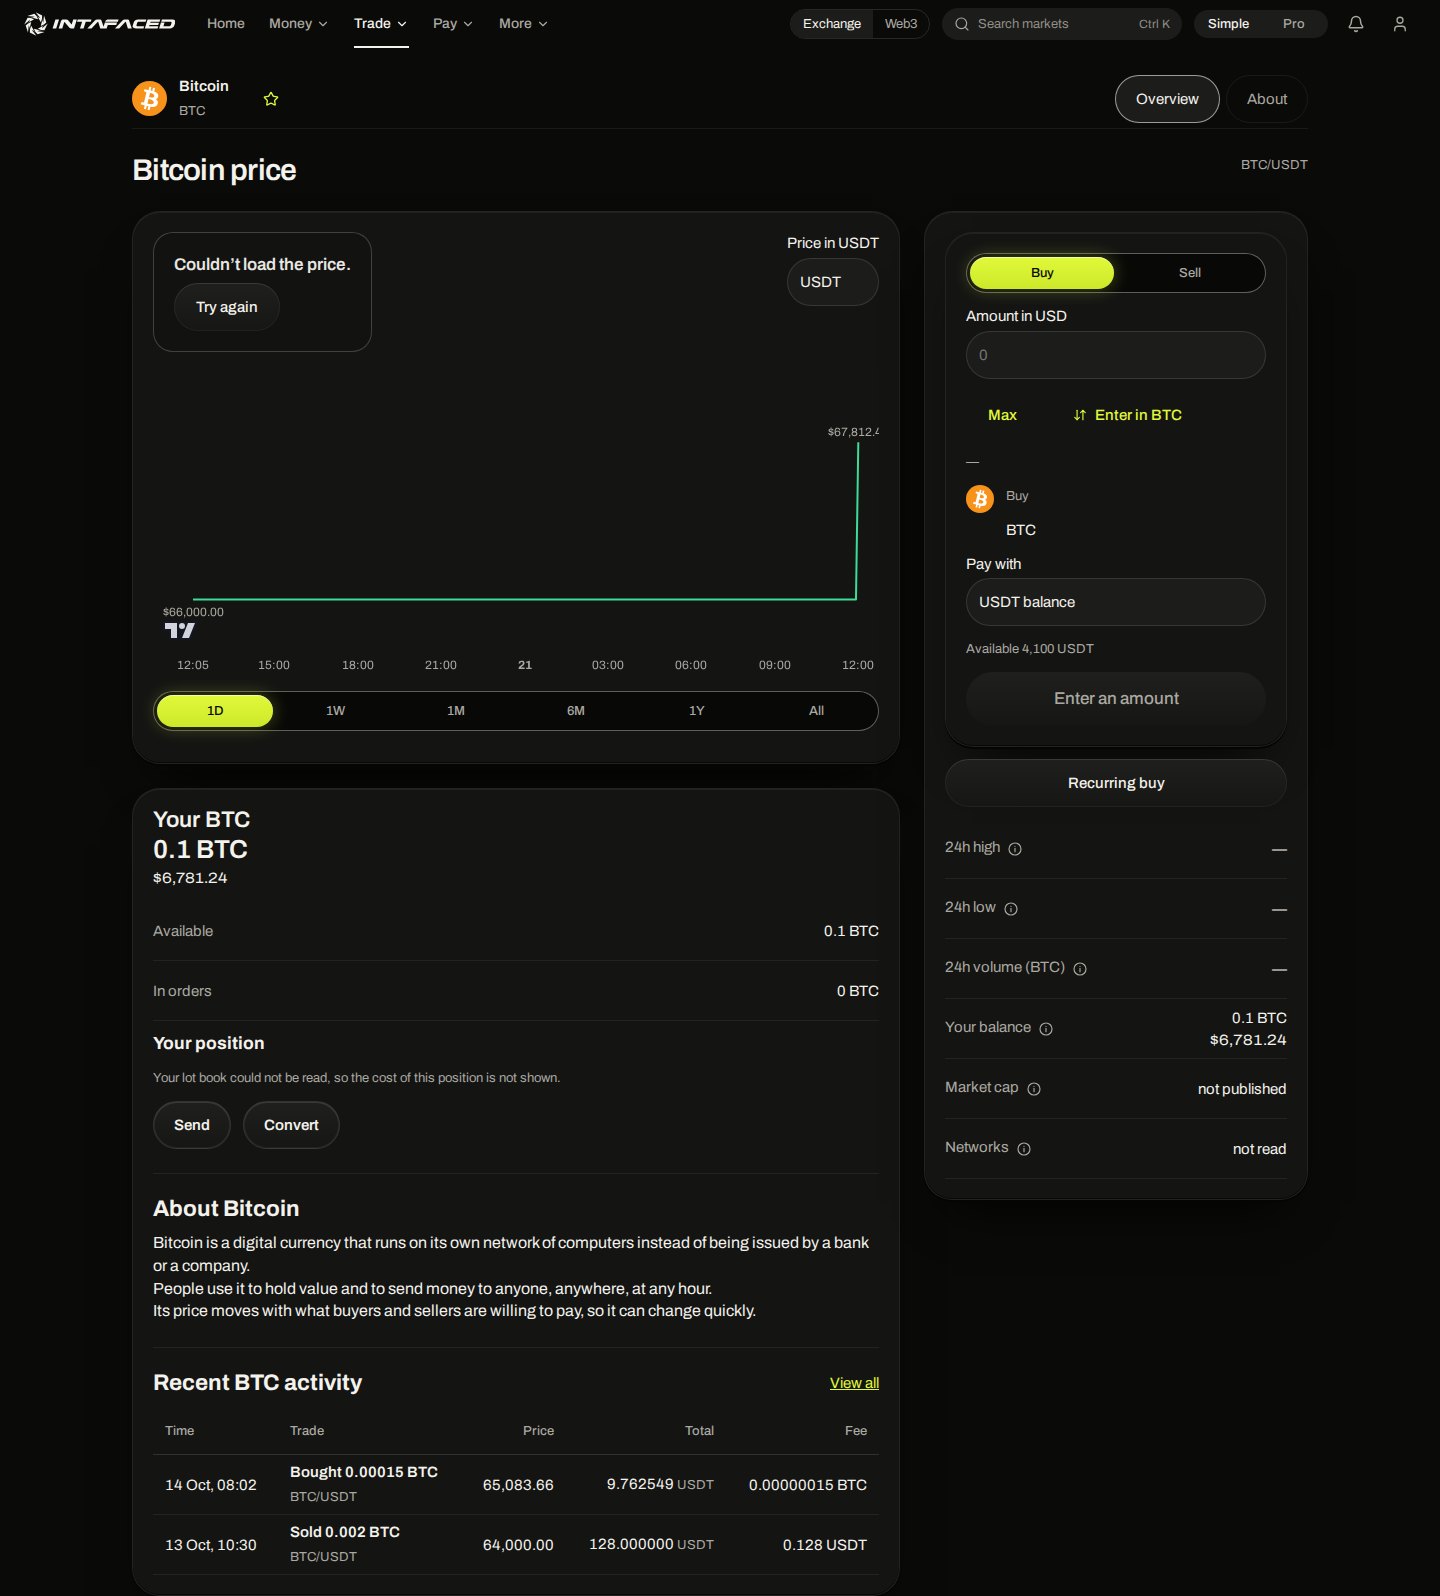 INTAFACED
Home
Money
Trade
Pay
More
Exchange
Web3
Search markets
Ctrl K
Simple
Pro
Bitcoin
BTC
Overview
About
Bitcoin price
BTC/USDT
Couldn’t load the price.
Try again
Price in USDT
USDT
$66,000.00
12:05
15:00
18:00
21:00
21
03:00
06:00
09:00
12:00
1D
1W
1M
6M
1Y
All
Buy
Sell
Amount in USD
0
Max
Enter in BTC
—
Buy
BTC
Pay with
USDT balance
Available 4,100 USDT
Enter an amount
Recurring buy
24h high
—
24h low
—
24h volume (BTC)
—
Your balance
0.1 BTC
$6,781.24
Market cap
not published
Networks
not read
Your BTC
0.1 BTC
$6,781.24
Available
0.1 BTC
In orders
0 BTC
Your position
Your lot book could not be read, so the cost of this position is not shown.
Send
Convert
About Bitcoin
Bitcoin is a digital currency that runs on its own network of computers instead of being issued by a bank
or a company.
People use it to hold value and to send money to anyone, anywhere, at any hour.
Its price moves with what buyers and sellers are willing to pay, so it can change quickly.
Recent BTC activity
View all
Time
Trade
Price
Total
Fee
14 Oct, 08:02
Bought 0.00015 BTC
BTC/USDT
65,083.66
9.762549 USDT
0.00000015 BTC
13 Oct, 10:30
Sold 0.002 BTC
BTC/USDT
64,000.00
128.000000 USDT
0.128 USDT